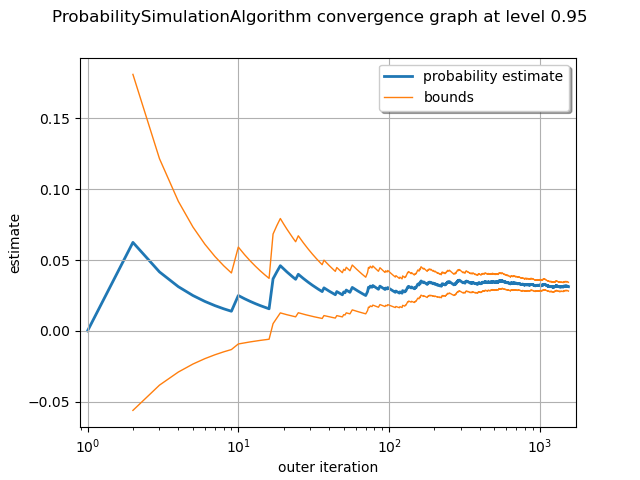 ProbabilitySimulationAlgorithm convergence graph at level 0.95
probability estimate
bounds
0.15
0.10
0.05
0.00
−0.05
estimate
10⁰
10¹
10²
10³
outer iteration